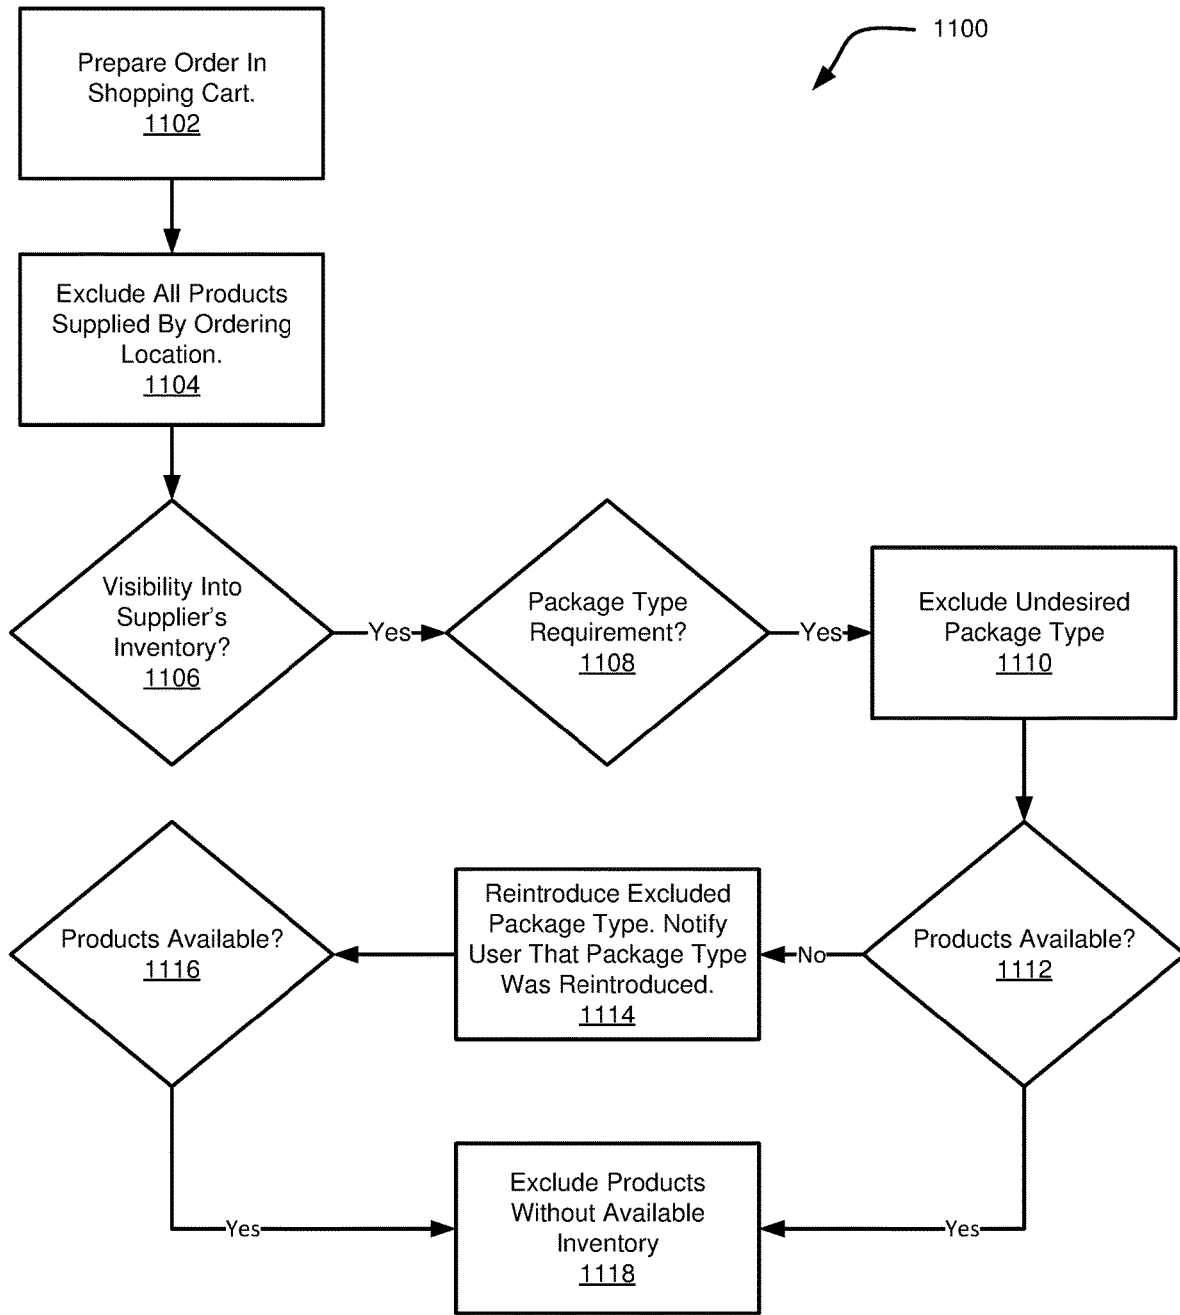 1100
Prepare Order In
Shopping Cart.
1102
Exclude All Products
Supplied By Ordering
Location.
1104
Visibility Into
Supplier's
Inventory?
1106
Yes
Package Type
Requirement?
1108
Yes
Exclude Undesired
Package Type
1110
Products Available?
1112
No
Reintroduce Excluded
Package Type. Notify
User That Package Type
Was Reintroduced.
1114
Products Available?
1116
Yes
Exclude Products
Without Available
Inventory
1118
Yes